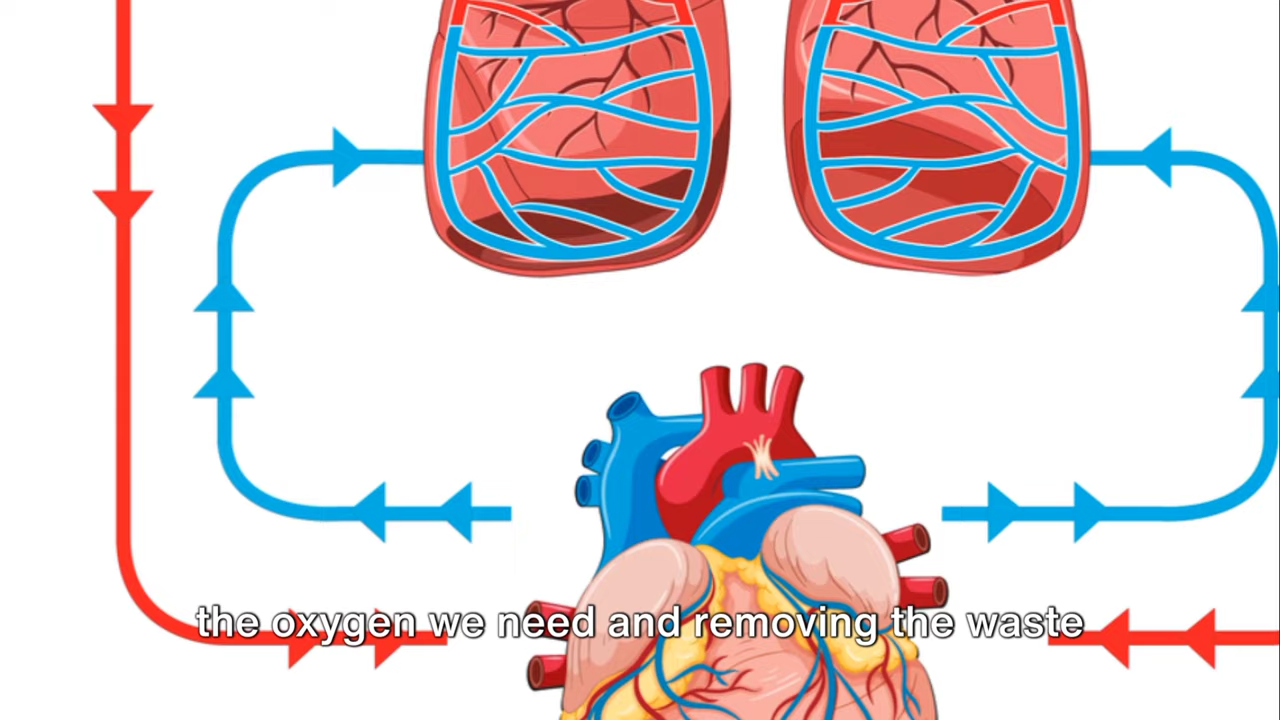 the oxygen we need and removing the waste